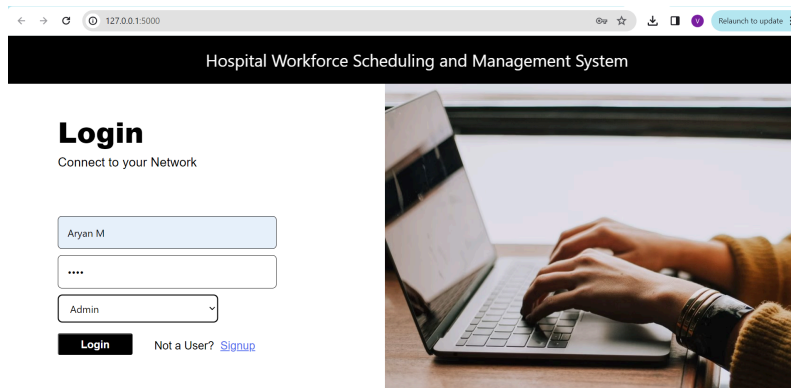 127.0.0.1:5000
V
Relaunch to update
Hospital Workforce Scheduling and Management System
Login
Connect to your Network
Aryan M
••••
Admin
Login
Not a User? Signup